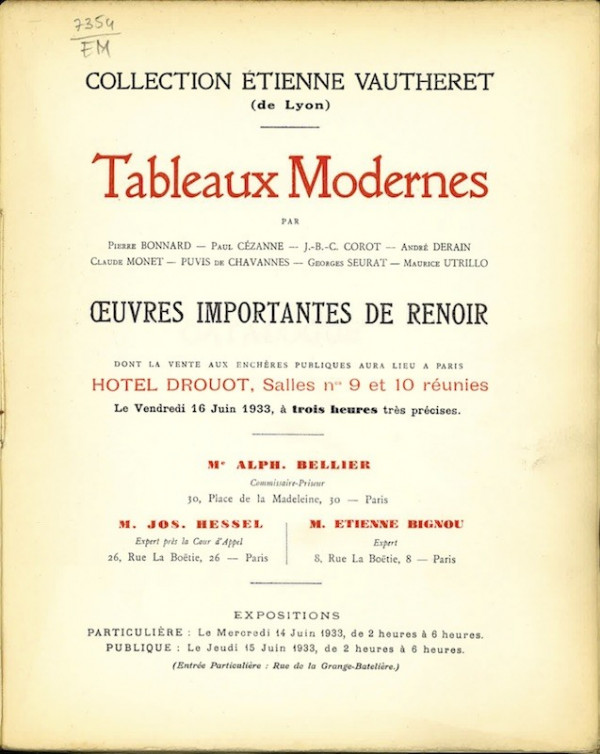 7354
EM
COLLECTION ÉTIENNE VAUTHERET
(de Lyon)
Tableaux Modernes
PAR
PIERRE BONNARD — PAUL CÉZANNE — J.-B.-C. COROT — ANDRÉ DERAIN
CLAUDE MONET — PUVIS DE CHAVANNES — GEORGES SEURAT — MAURICE UTRILLO
ŒUVRES IMPORTANTES DE RENOIR
DONT LA VENTE AUX ENCHÈRES PUBLIQUES AURA LIEU A PARIS
HOTEL DROUOT, Salles nos 9 et 10 réunies
Le Vendredi 16 Juin 1933, à trois heures très précises.
Me ALPH. BELLIER
Commissaire-Priseur
30, Place de la Madeleine, 30 — Paris
M. JOS. HESSEL
Expert près la Cour d'Appel
26, Rue La Boëtie, 26 — Paris
M. ETIENNE BIGNOU
Expert
8, Rue La Boëtie, 8 — Paris
EXPOSITIONS
PARTICULIÈRE : Le Mercredi 14 Juin 1933, de 2 heures à 6 heures.
PUBLIQUE : Le Jeudi 15 Juin 1933, de 2 heures à 6 heures.
(Entrée Particulière : Rue de la Grange-Batelière.)